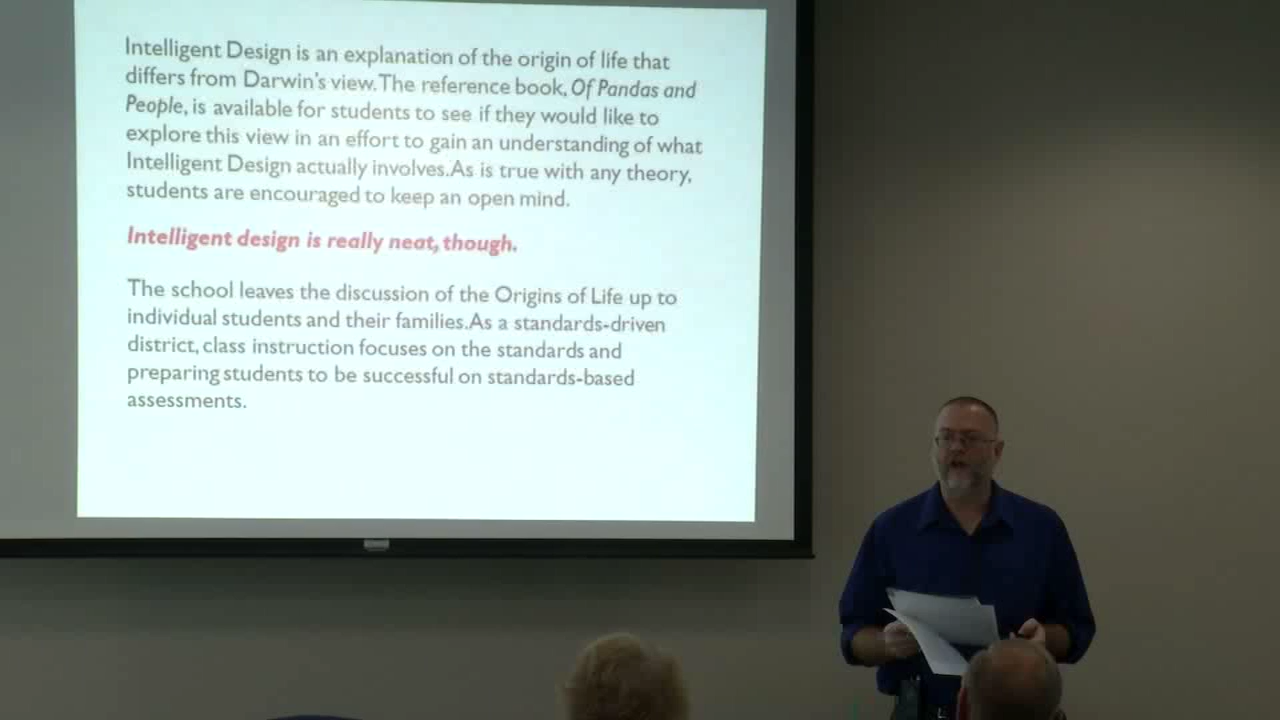 Intelligent Design is an explanation of the origin of life that
differs from Darwin's view. The reference book, Of Pandas and
People, is available for students to see if they would like to
explore this view in an effort to gain an understanding of what
Intelligent Design actually involves. As is true with any theory,
students are encouraged to keep an open mind.
Intelligent design is really neat, though.
The school leaves the discussion of the Origins of Life up to
individual students and their families. As a standards-driven
district, class instruction focuses on the standards and
preparing students to be successful on standards-based
assessments.